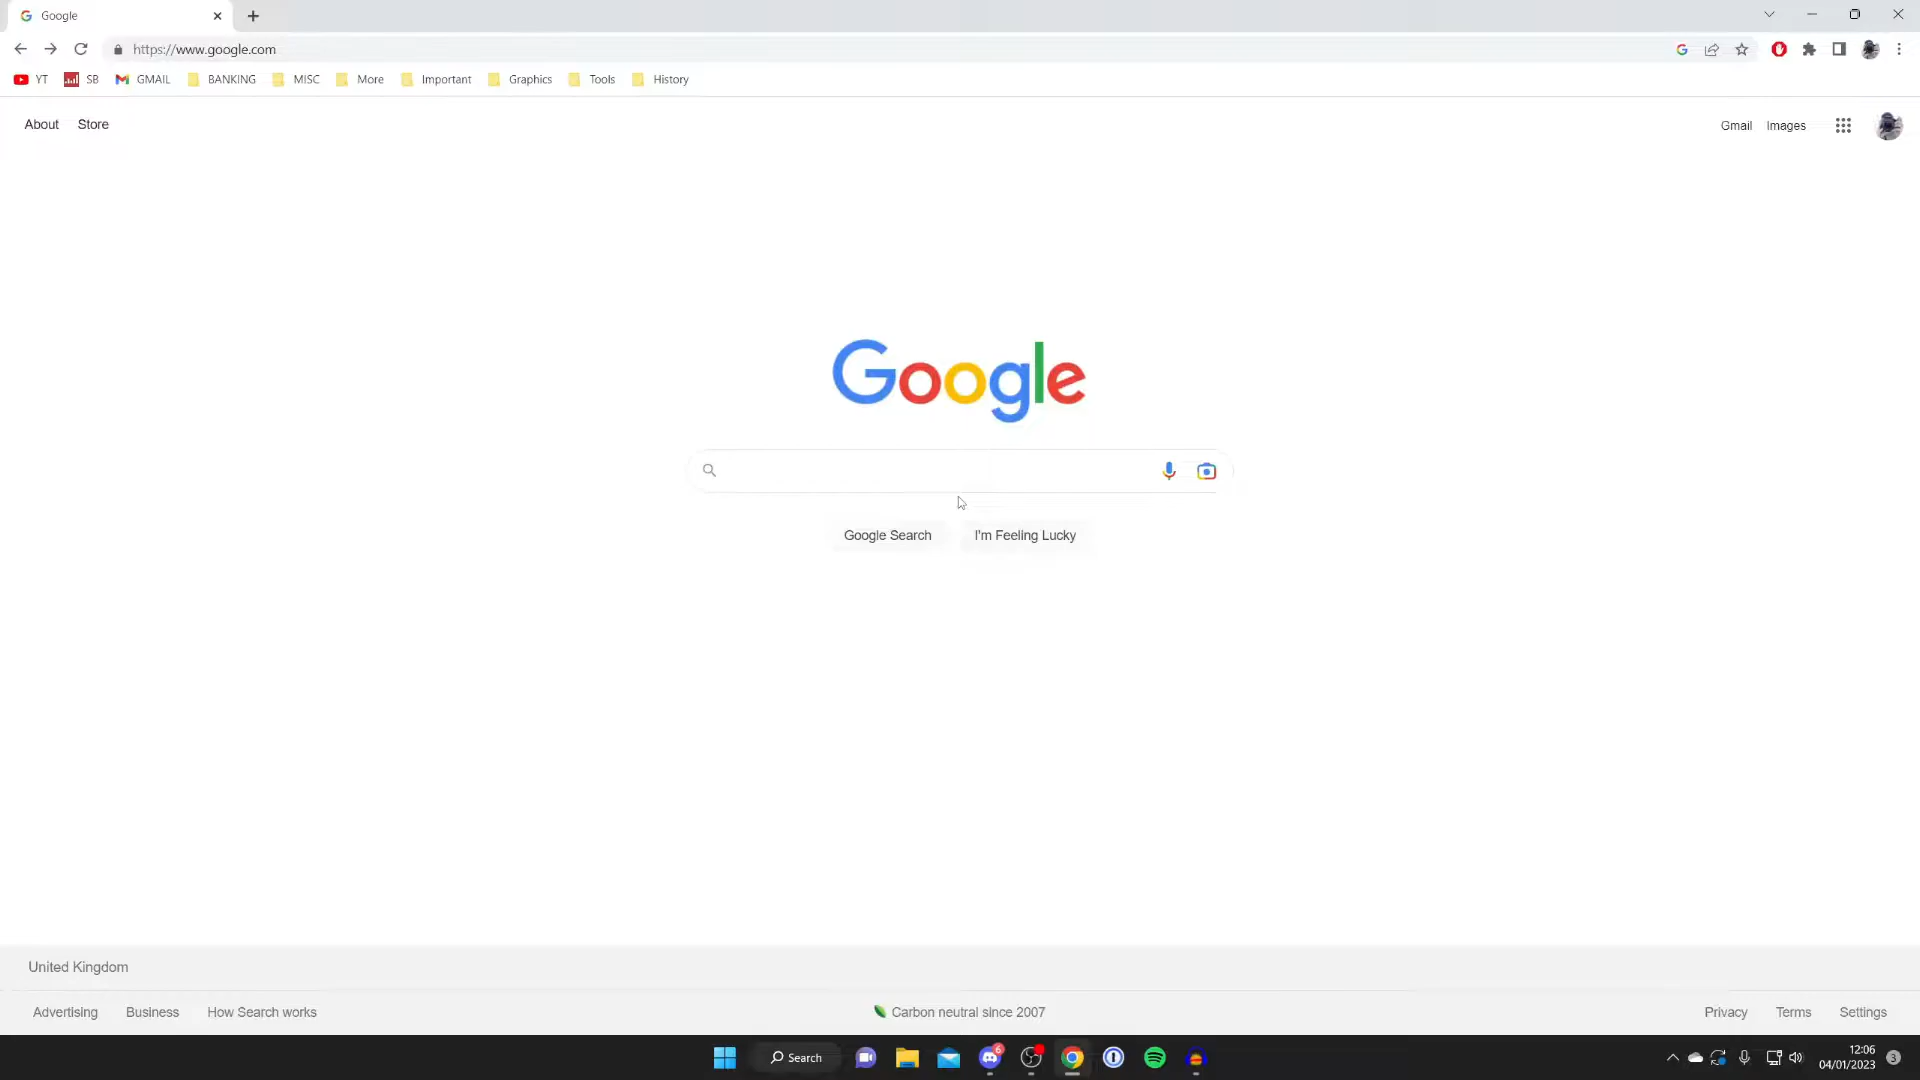 Google
https://www.google.com
YT SB GMAIL BANKING MISC More Important Graphics Tools History
About Store
Gmail Images
Google
Google Search I'm Feeling Lucky
United Kingdom
Advertising Business How Search works
Carbon neutral since 2007
Privacy Terms Settings
Search
6
12:06
04/01/2023
3